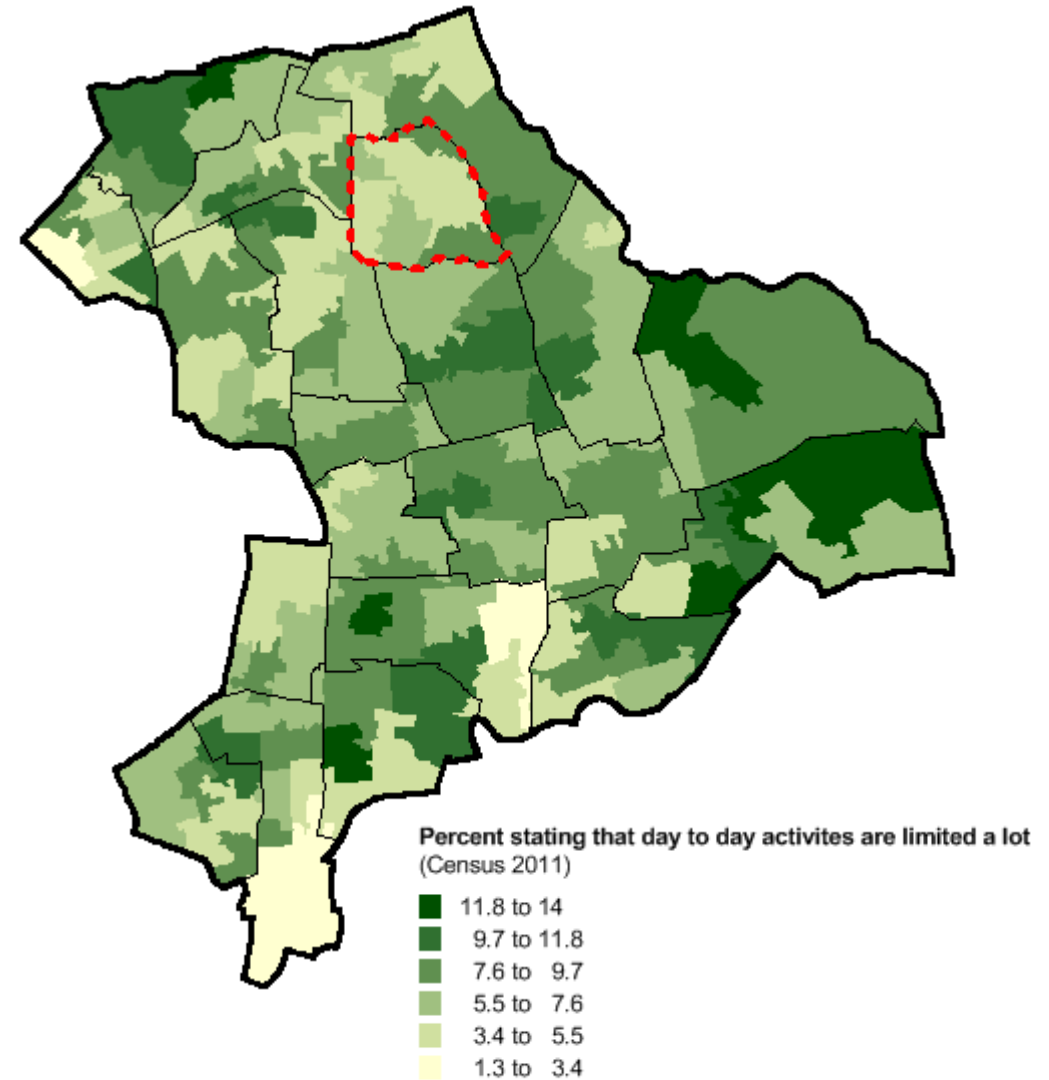 Percent stating that day to day activites are limited a lot
(Census 2011)
11.8 to 14
9.7 to 11.8
7.6 to 9.7
5.5 to 7.6
3.4 to 5.5
1.3 to 3.4